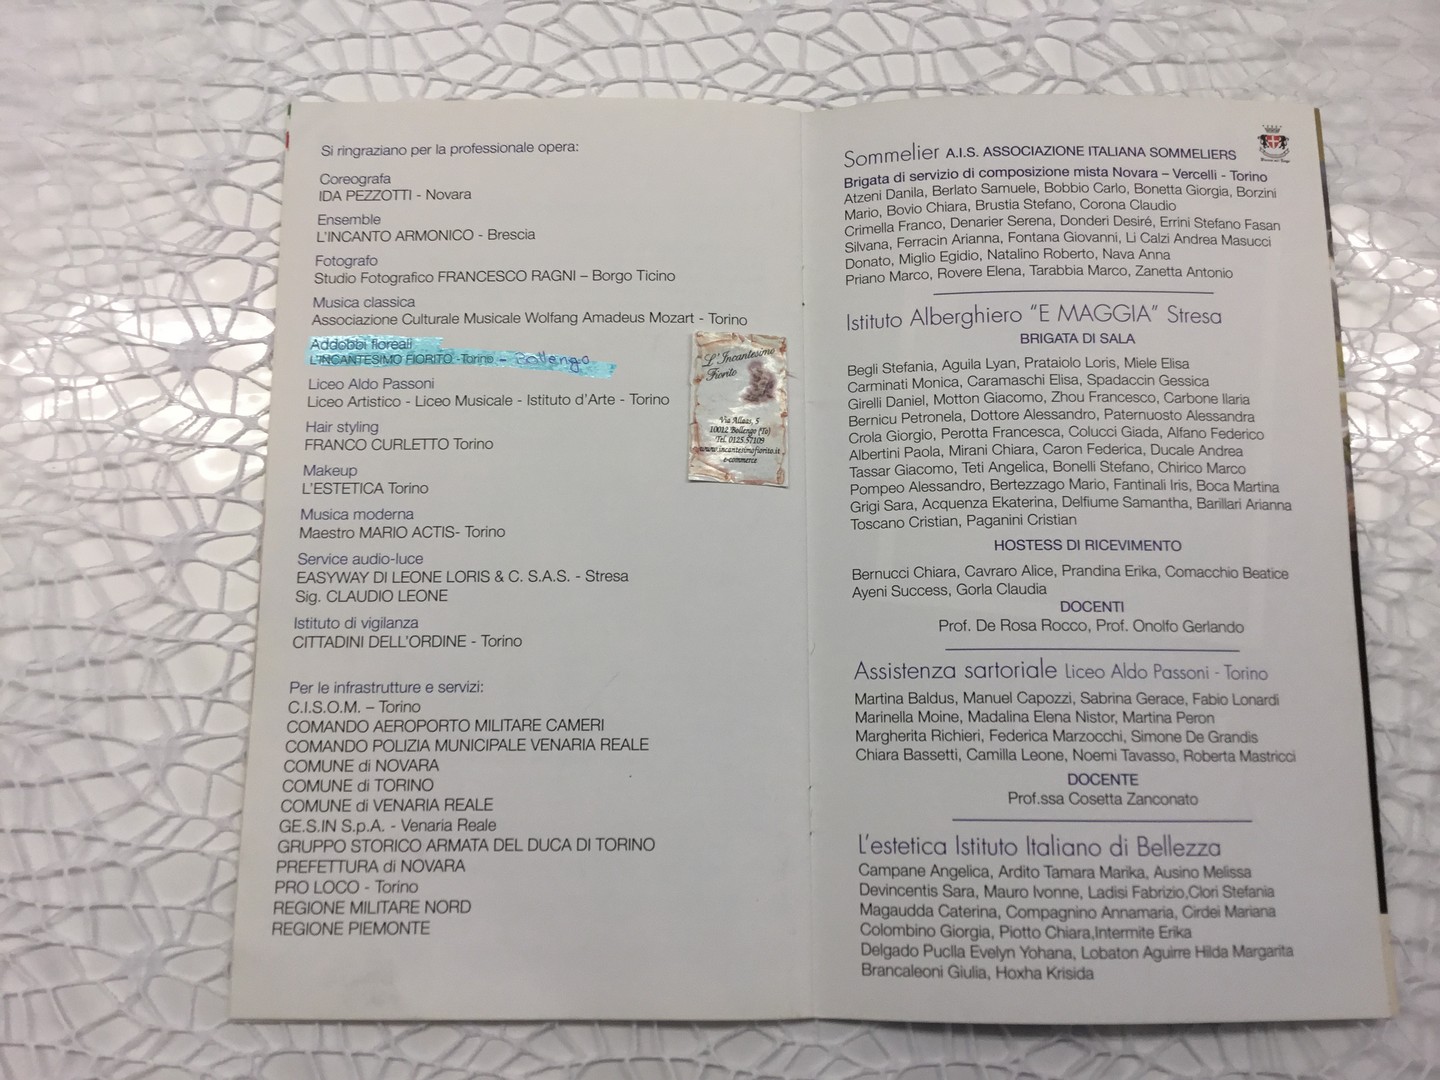 Si ringraziano per la professionale opera:
Coreografa
IDA PEZZOTTI - Novara
Ensemble
L'INCANTO ARMONICO - Brescia
Fotografo
Studio Fotografico FRANCESCO RAGNI – Borgo Ticino
Musica classica
Associazione Culturale Musicale Wolfang Amadeus Mozart - Torino
Addobbi floreali
L'INCANTESIMO FIORITO -Torino - Bollengo
Liceo Aldo Passoni
Liceo Artistico - Liceo Musicale - Istituto d'Arte - Torino
Hair styling
FRANCO CURLETTO Torino
Makeup
L'ESTETICA Torino
Musica moderna
Maestro MARIO ACTIS- Torino
Service audio-luce
EASYWAY DI LEONE LORIS & C. S.A.S. - Stresa
Sig. CLAUDIO LEONE
Istituto di vigilanza
CITTADINI DELL'ORDINE - Torino
Per le infrastrutture e servizi:
C.I.S.O.M. – Torino
COMANDO AEROPORTO MILITARE CAMERI
COMANDO POLIZIA MUNICIPALE VENARIA REALE
COMUNE di NOVARA
COMUNE di TORINO
COMUNE di VENARIA REALE
GE.S.IN S.p.A. - Venaria Reale
GRUPPO STORICO ARMATA DEL DUCA DI TORINO
PREFETTURA di NOVARA
PRO LOCO - Torino
REGIONE MILITARE NORD
REGIONE PIEMONTE
L'Incantesimo
Fiorito
Via Allais, 5
10012 Bollengo (To)
Tel. 0125.57109
www.incantesimofiorito.it
e-commerce
Sommelier A.I.S. ASSOCIAZIONE ITALIANA SOMMELIERS
Brigata di servizio di composizione mista Novara – Vercelli - Torino
Atzeni Danila, Berlato Samuele, Bobbio Carlo, Bonetta Giorgia, Borzini
Mario, Bovio Chiara, Brustia Stefano, Corona Claudio
Crimella Franco, Denarier Serena, Donderi Desiré, Errini Stefano Fasan
Silvana, Ferracin Arianna, Fontana Giovanni, Li Calzi Andrea Masucci
Donato, Miglio Egidio, Natalino Roberto, Nava Anna
Priano Marco, Rovere Elena, Tarabbia Marco, Zanetta Antonio
Istituto Alberghiero "E MAGGIA" Stresa
BRIGATA DI SALA
Begli Stefania, Aguila Lyan, Prataiolo Loris, Miele Elisa
Carminati Monica, Caramaschi Elisa, Spadaccin Gessica
Girelli Daniel, Motton Giacomo, Zhou Francesco, Carbone Ilaria
Bernicu Petronela, Dottore Alessandro, Paternuosto Alessandra
Crola Giorgio, Perotta Francesca, Colucci Giada, Alfano Federico
Albertini Paola, Mirani Chiara, Caron Federica, Ducale Andrea
Tassar Giacomo, Teti Angelica, Bonelli Stefano, Chirico Marco
Pompeo Alessandro, Bertezzago Mario, Fantinali Iris, Boca Martina
Grigi Sara, Acquenza Ekaterina, Delfiume Samantha, Barillari Arianna
Toscano Cristian, Paganini Cristian
HOSTESS DI RICEVIMENTO
Bernucci Chiara, Cavraro Alice, Prandina Erika, Comacchio Beatice
Ayeni Success, Gorla Claudia
DOCENTI
Prof. De Rosa Rocco, Prof. Onolfo Gerlando
Assistenza sartoriale Liceo Aldo Passoni - Torino
Martina Baldus, Manuel Capozzi, Sabrina Gerace, Fabio Lonardi
Marinella Moine, Madalina Elena Nistor, Martina Peron
Margherita Richieri, Federica Marzocchi, Simone De Grandis
Chiara Bassetti, Camilla Leone, Noemi Tavasso, Roberta Mastricci
DOCENTE
Prof.ssa Cosetta Zanconato
L'estetica Istituto Italiano di Bellezza
Campane Angelica, Ardito Tamara Marika, Ausino Melissa
Devincentis Sara, Mauro Ivonne, Ladisi Fabrizio,Clori Stefania
Magaudda Caterina, Compagnino Annamaria, Cirdei Mariana
Colombino Giorgia, Piotto Chiara,Intermite Erika
Delgado Puclla Evelyn Yohana, Lobaton Aguirre Hilda Margarita
Brancaleoni Giulia, Hoxha Krisida